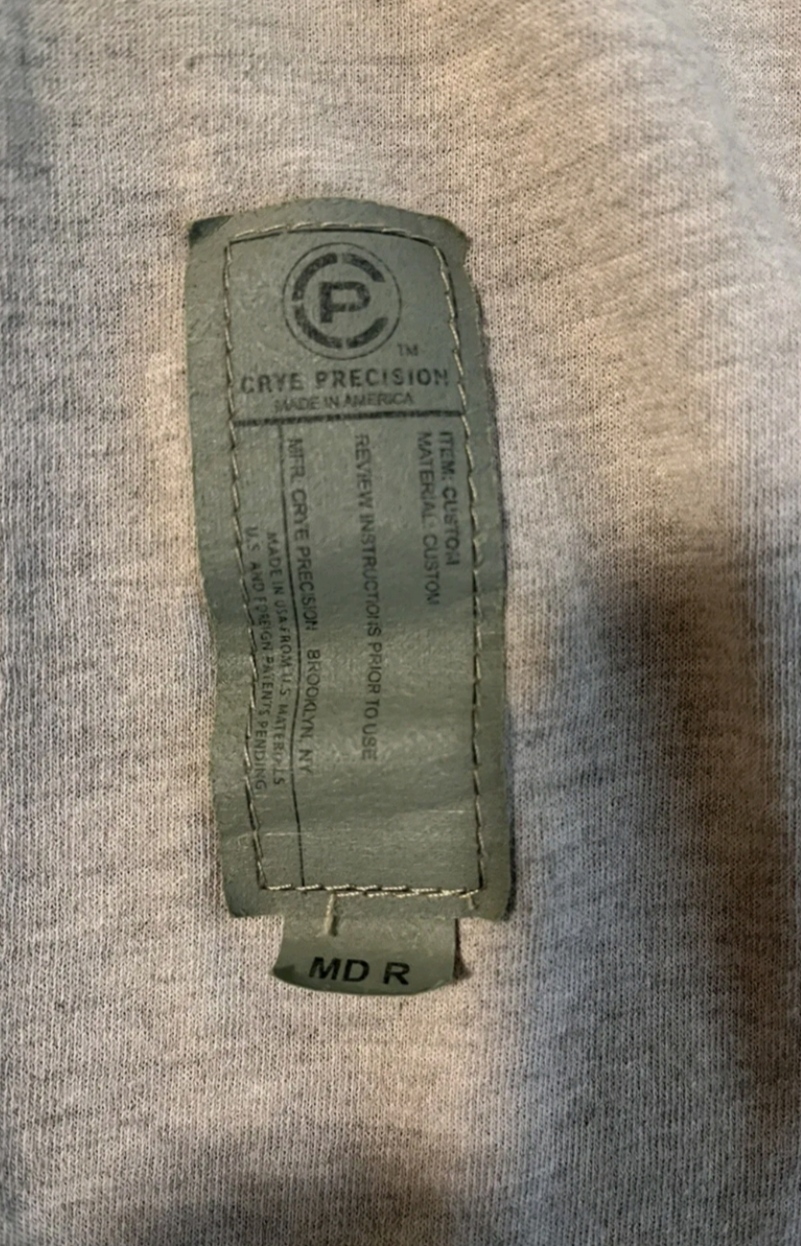 CP
TM
CRYE PRECISION
MADE IN AMERICA
ITEM: CUSTOM
MATERIAL: CUSTOM
REVIEW INSTRUCTIONS PRIOR TO USE
MFR. CRYE PRECISION BROOKLYN, NY
MADE IN USA FROM U.S. MATERIALS
U.S. AND FOREIGN PATENTS PENDING
MD R